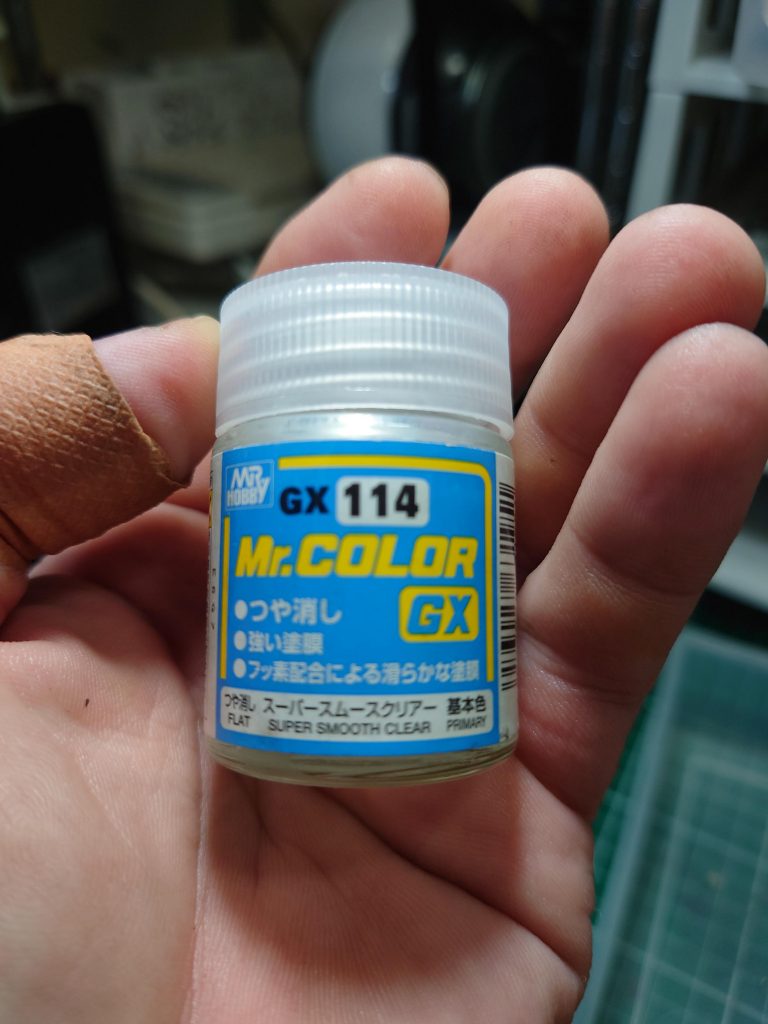 MR
HOBBY
GX 114
Mr.COLOR
GX
●つや消し
●強い塗膜
●フッ素配合による滑らかな塗膜
つや消し スーパースムースクリアー 基本色
FLAT SUPER SMOOTH CLEAR PRIMARY